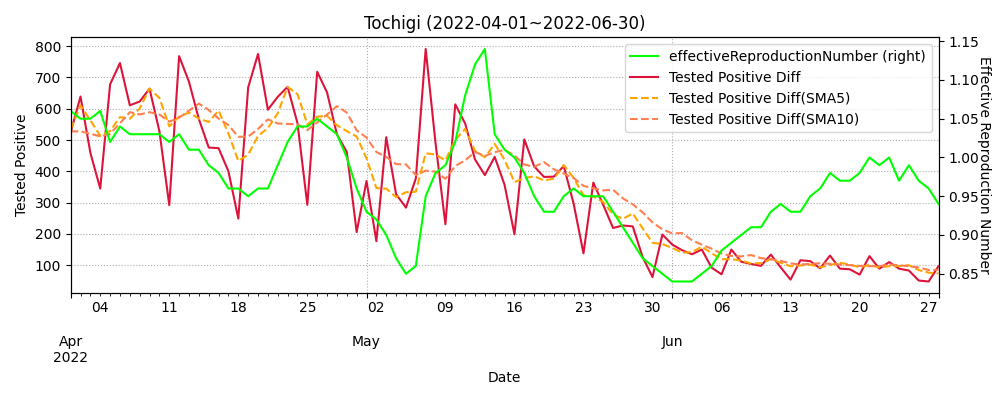 Tochigi (2022-04-01~2022-06-30)
effectiveReproductionNumber (right)
Tested Positive Diff
Tested Positive Diff(SMA5)
Tested Positive Diff(SMA10)
Tested Positive
800
700
600
500
400
300
200
100
1.15
1.10
1.05
1.00
0.95
0.90
0.85
Effective Reproduction Number
04 11 18 25 02 09 16 23 30 06 13 20 27
Apr May Jun
2022
Date